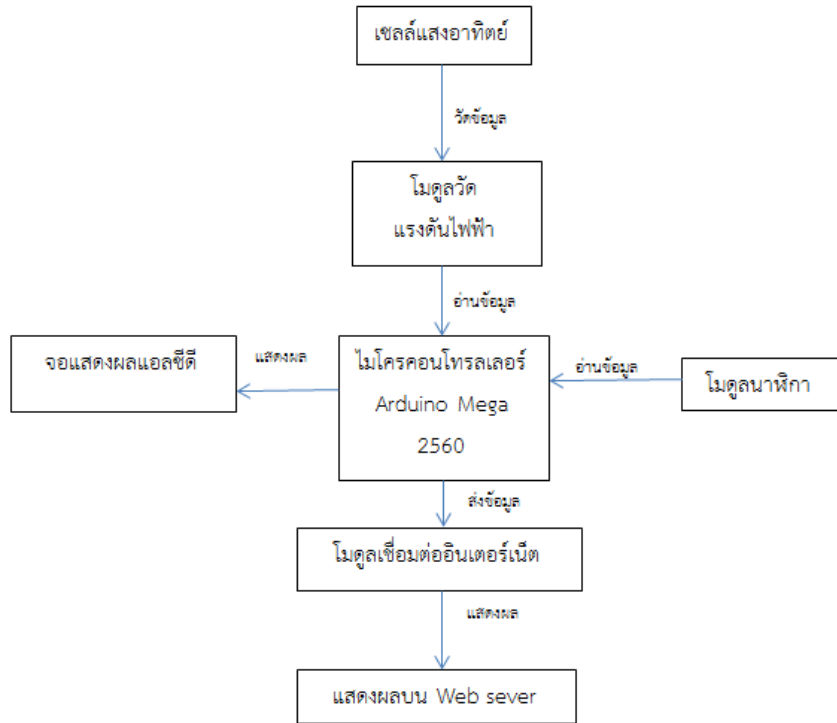 เซลล์แสงอาทิตย์
วัดข้อมูล
โมดูลวัด
แรงดันไฟฟ้า
อ่านข้อมูล
จอแสดงผลแอลซีดี
แสดงผล
ไมโครคอนโทรลเลอร์
Arduino Mega
2560
อ่านข้อมูล
โมดูลนาฬิกา
ส่งข้อมูล
โมดูลเชื่อมต่ออินเตอร์เน็ต
แสดงผล
แสดงผลบน Web sever